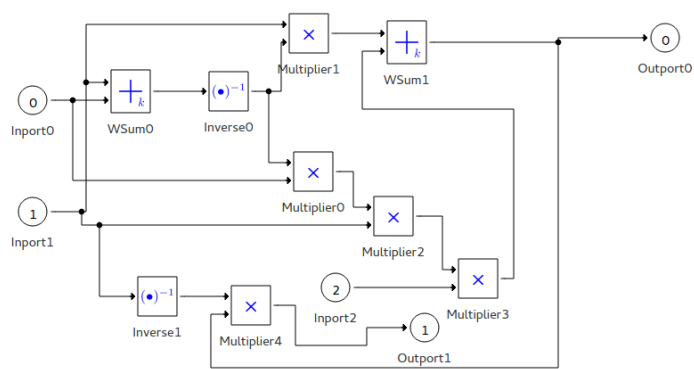 ×
Multiplier1
+k
WSum1
0
Outport0
0
Inport0
+k
WSum0
(•)⁻¹
Inverse0
×
Multiplier0
1
Inport1
×
Multiplier2
(•)⁻¹
Inverse1
×
Multiplier4
2
Inport2
×
Multiplier3
1
Outport1